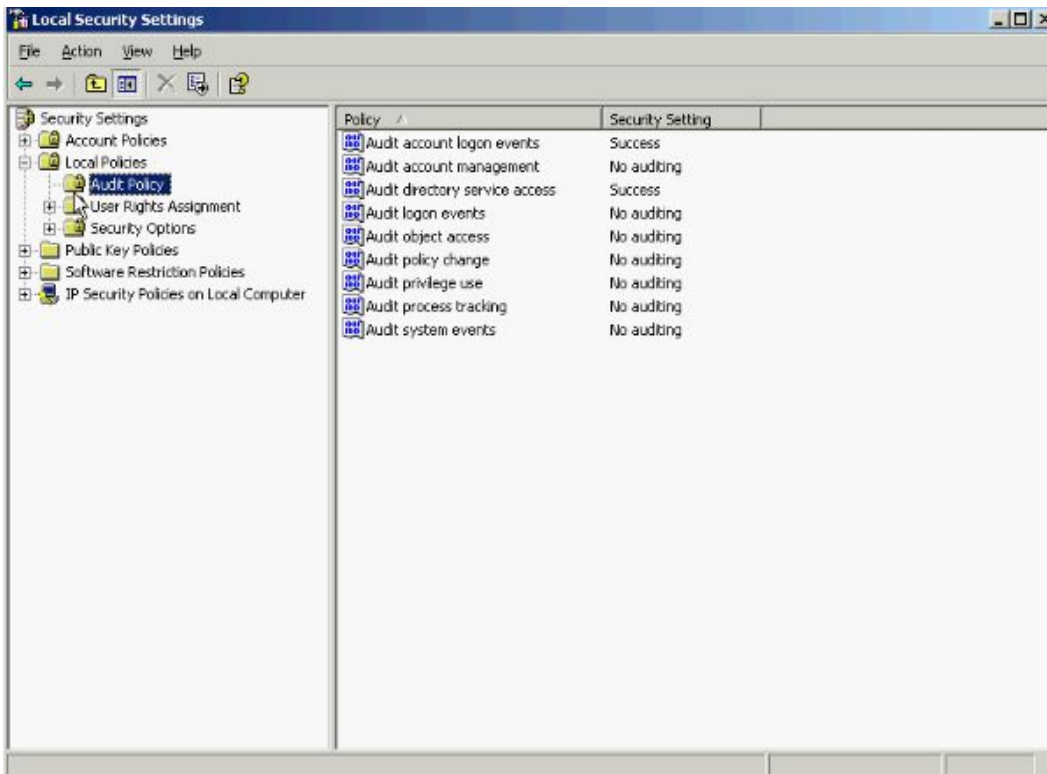 Local Security Settings
File Action View Help
Security Settings
Account Policies
Local Policies
Audit Policy
User Rights Assignment
Security Options
Public Key Policies
Software Restriction Policies
IP Security Policies on Local Computer
Policy Security Setting
Audit account logon events Success
Audit account management No auditing
Audit directory service access Success
Audit logon events No auditing
Audit object access No auditing
Audit policy change No auditing
Audit privilege use No auditing
Audit process tracking No auditing
Audit system events No auditing